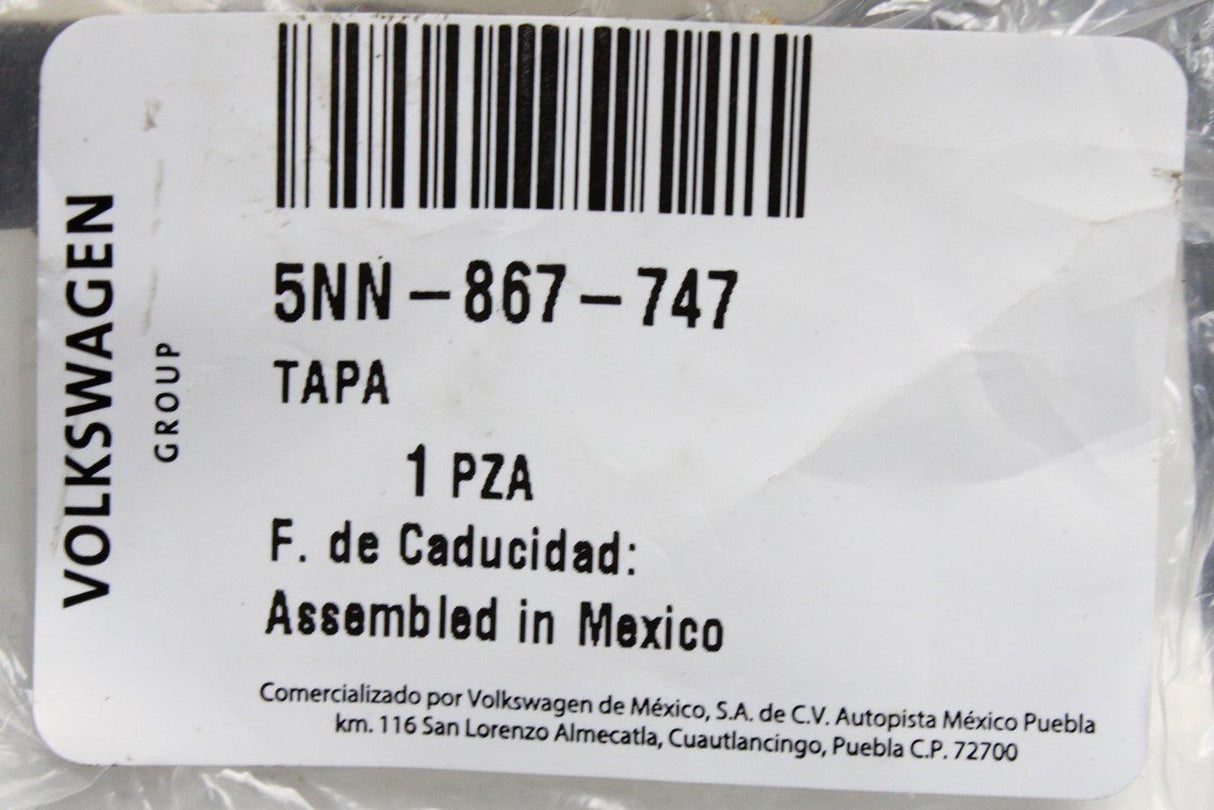 VOLKSWAGEN
GROUP
5NN-867-747
TAPA
1 PZA
F. de Caducidad:
Assembled in Mexico
Comercializado por Volkswagen de México, S.A. de C.V. Autopista México Puebla
km. 116 San Lorenzo Almecatla, Cuautlancingo, Puebla C.P. 72700